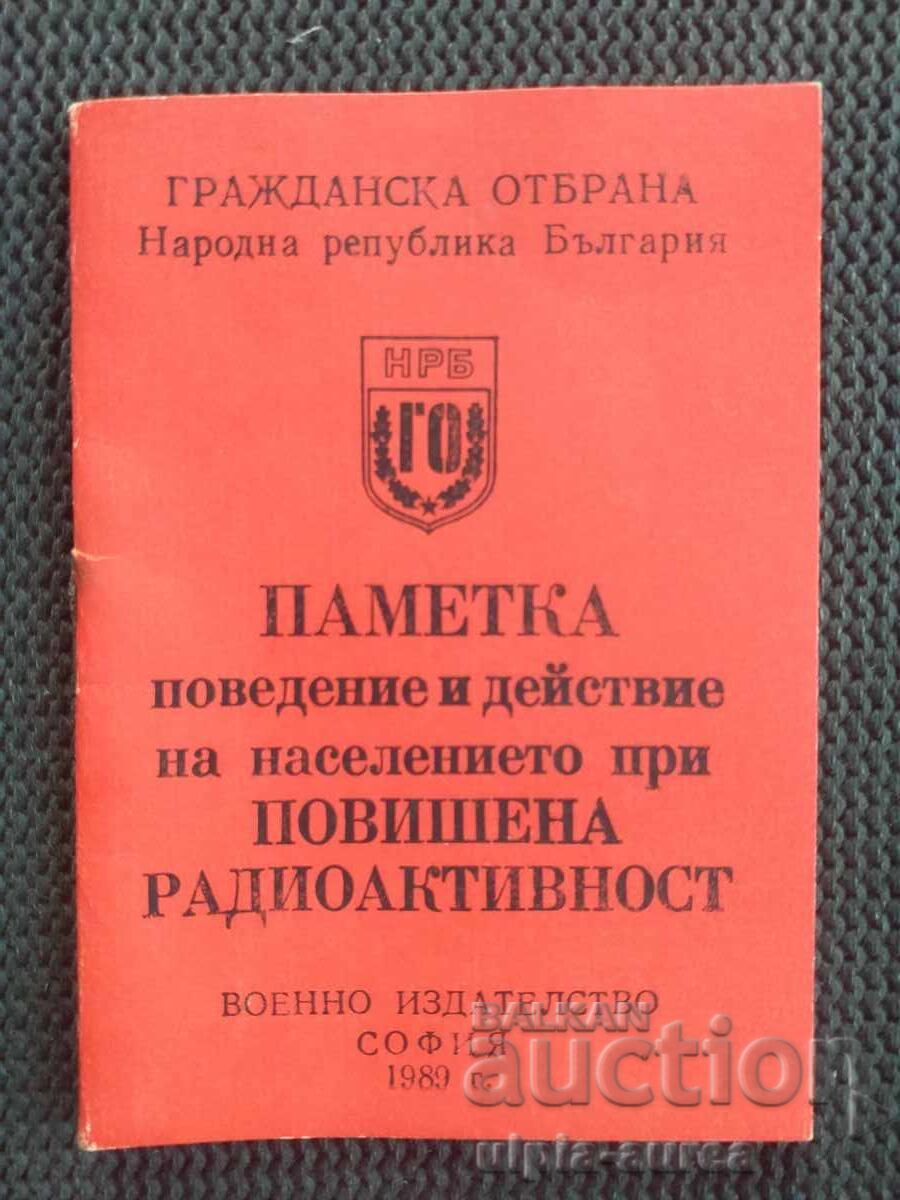 ГРАЖДАНСКА ОТБРАНА
Народна република България
НРБ
ГО
ПАМЕТКА
поведение и действие
на населението при
ПОВИШЕНА
РАДИОАКТИВНОСТ
ВОЕННО ИЗДАТЕЛСТВО
СОФИЯ
1989 г.
BALKAN
auction
ulpia-aurea